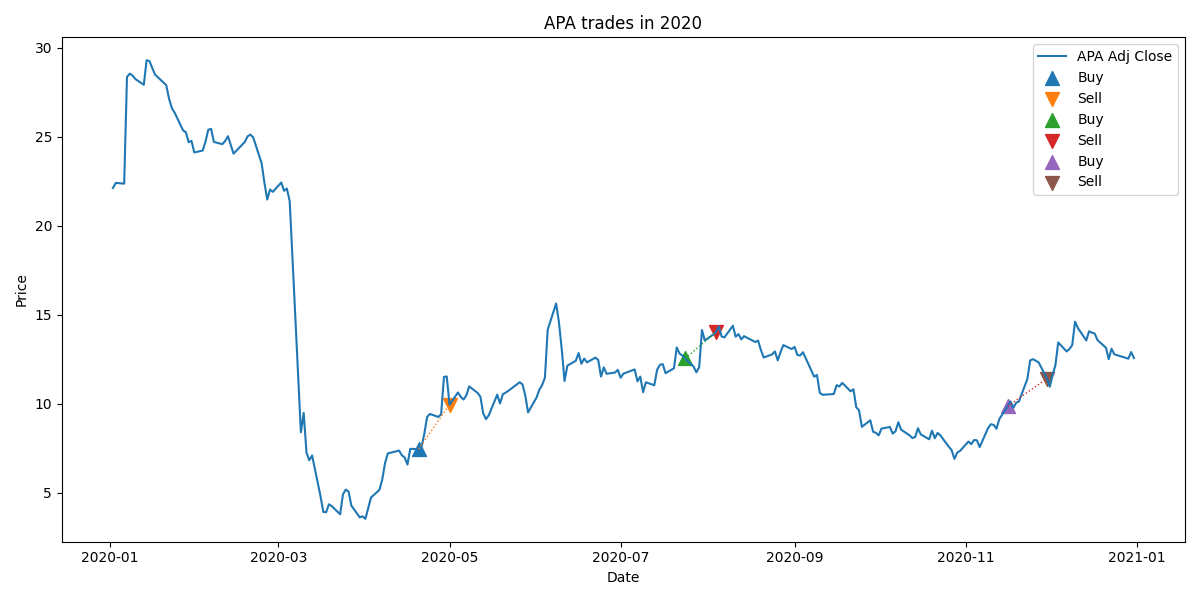 APA trades in 2020
30
25
20
15
10
5
Price
2020-01
2020-03
2020-05
2020-07
2020-09
2020-11
2021-01
Date
APA Adj Close
Buy
Sell
Buy
Sell
Buy
Sell